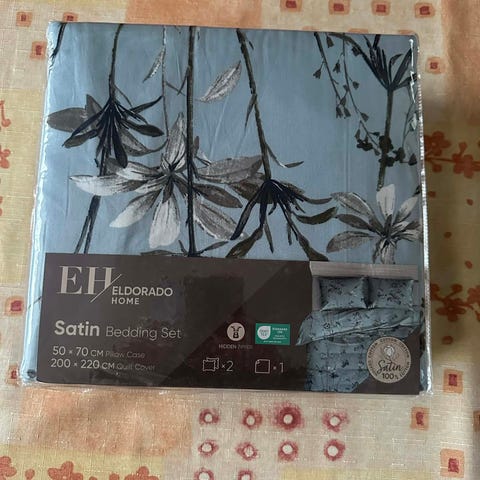 EH ELDORADO
HOME
Satin Bedding Set
50 × 70 CM Pillow Case
200 × 220 CM Quilt Cover
HIDDEN ZIPPER
×2
×1
Satin
100%